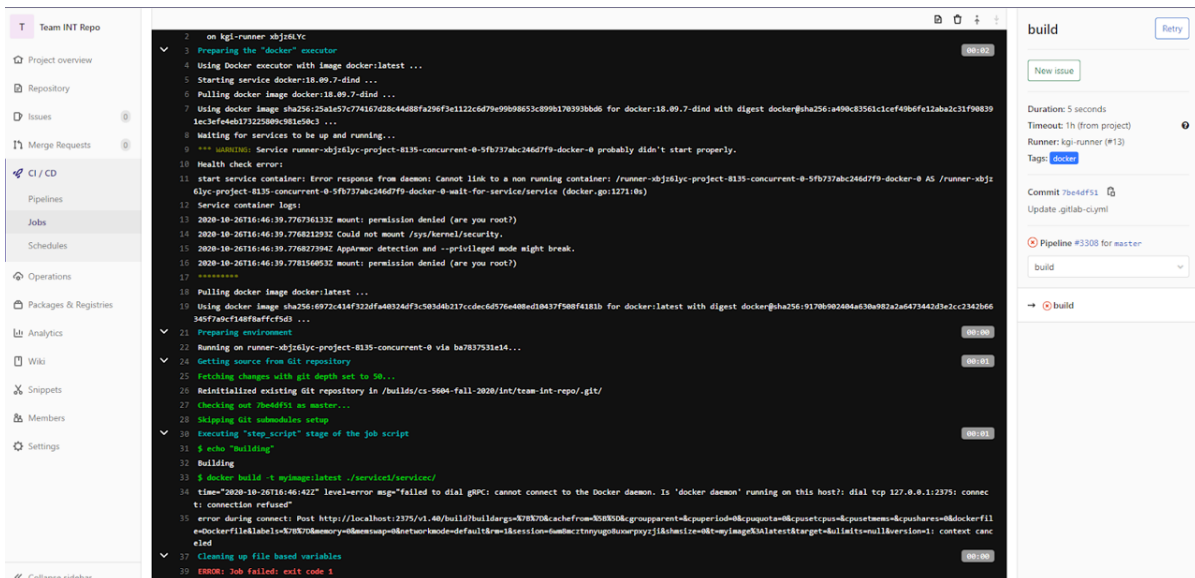 T Team INT Repo
Project overview
Repository
Issues 0
Merge Requests 0
CI / CD
Pipelines
Jobs
Schedules
Operations
Packages & Registries
Analytics
Wiki
Snippets
Members
Settings
Collapse sidebar
2 on kgi-runner xbjz6LYc
3 Preparing the "docker" executor 00:02
4 Using Docker executor with image docker:latest ...
5 Starting service docker:18.09.7-dind ...
6 Pulling docker image docker:18.09.7-dind ...
7 Using docker image sha256:25a1e57c774167d28c44d88fa296f3e1122c6d79e99b98653c899b170393bbd6 for docker:18.09.7-dind with digest docker@sha256:a490c83561c1cef49b6fe12aba2c31f90839
1ec3efe4eb173225809c981e50c3 ...
8 Waiting for services to be up and running...
9 *** WARNING: Service runner-xbjz6lyc-project-8135-concurrent-0-5fb737abc246d7f9-docker-0 probably didn't start properly.
10 Health check error:
11 start service container: Error response from daemon: Cannot link to a non running container: /runner-xbjz6lyc-project-8135-concurrent-0-5fb737abc246d7f9-docker-0 AS /runner-xbjz
6lyc-project-8135-concurrent-0-5fb737abc246d7f9-docker-0-wait-for-service/service (docker.go:1271:0s)
12 Service container logs:
13 2020-10-26T16:46:39.776736133Z mount: permission denied (are you root?)
14 2020-10-26T16:46:39.776821293Z Could not mount /sys/kernel/security.
15 2020-10-26T16:46:39.776827394Z AppArmor detection and --privileged mode might break.
16 2020-10-26T16:46:39.778156053Z mount: permission denied (are you root?)
17 *********
18 Pulling docker image docker:latest ...
19 Using docker image sha256:6972c414f322dfa40324df3c503d4b217ccdec6d576e408ed10437f508f4181b for docker:latest with digest docker@sha256:9170b902404a630a982a2a6473442d3e2cc2342b66
345f7a9cf148f8affcf5d3 ...
21 Preparing environment 00:00
22 Running on runner-xbjz6lyc-project-8135-concurrent-0 via ba7837531e14...
24 Getting source from Git repository 00:01
25 Fetching changes with git depth set to 50...
26 Reinitialized existing Git repository in /builds/cs-5604-fall-2020/int/team-int-repo/.git/
27 Checking out 7be4df51 as master...
28 Skipping Git submodules setup
30 Executing "step_script" stage of the job script 00:01
31 $ echo "Building"
32 Building
33 $ docker build -t myimage:latest ./service1/servicec/
34 time="2020-10-26T16:46:42Z" level=error msg="failed to dial gRPC: cannot connect to the Docker daemon. Is 'docker daemon' running on this host?: dial tcp 127.0.0.1:2375: connec
t: connection refused"
35 error during connect: Post http://localhost:2375/v1.40/build?buildargs=%7B%7D&cachefrom=%5B%5D&cgroupparent=&cpuperiod=0&cpuquota=0&cpusetcpus=&cpusetmems=&cpushares=0&dockerfil
e=Dockerfile&labels=%7B%7D&memory=0&memswap=0&networkmode=default&rm=1&session=6wm8mcztnnyugo8uxwrpxyzji&shmsize=0&t=myimage%3Alatest&target=&ulimits=null&version=1: context canc
eled
37 Cleaning up file based variables 00:00
39 ERROR: Job failed: exit code 1
build
Retry
New issue
Duration: 5 seconds
Timeout: 1h (from project)
Runner: kgi-runner (#13)
Tags: docker
Commit 7be4df51
Update .gitlab-ci.yml
Pipeline #3308 for master
build
→ build